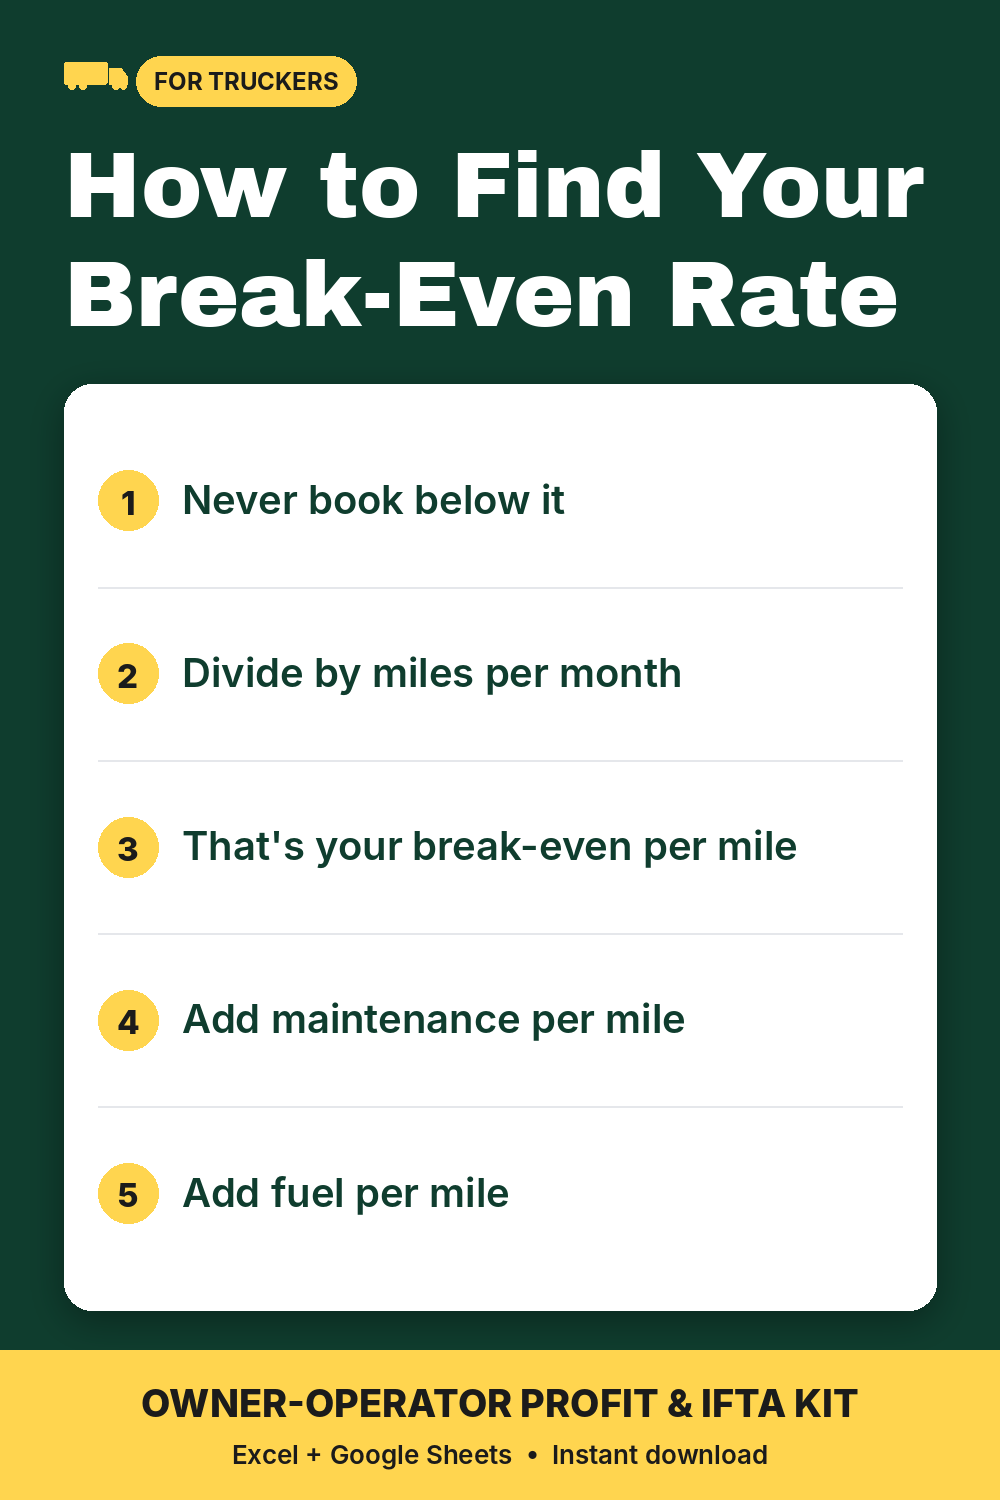 FOR TRUCKERS
How to Find Your
Break-Even Rate
1 Never book below it
2 Divide by miles per month
3 That's your break-even per mile
4 Add maintenance per mile
5 Add fuel per mile
OWNER-OPERATOR PROFIT & IFTA KIT
Excel + Google Sheets • Instant download